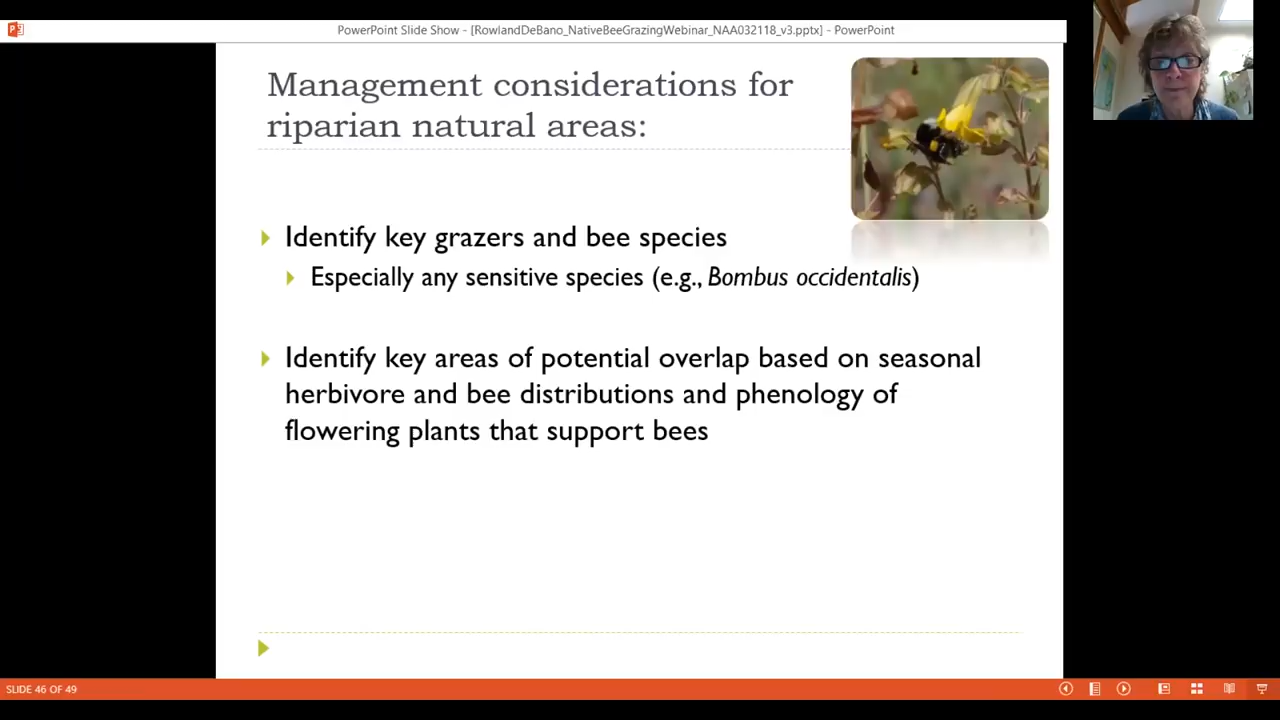 PowerPoint Slide Show - [RowlandDeBano_NativeBeeGrazingWebinar_NAA032118_v3.pptx] - PowerPoint
Management considerations for
riparian natural areas:
Identify key grazers and bee species
Especially any sensitive species (e.g., Bombus occidentalis)
Identify key areas of potential overlap based on seasonal
herbivore and bee distributions and phenology of
flowering plants that support bees
SLIDE 46 OF 49